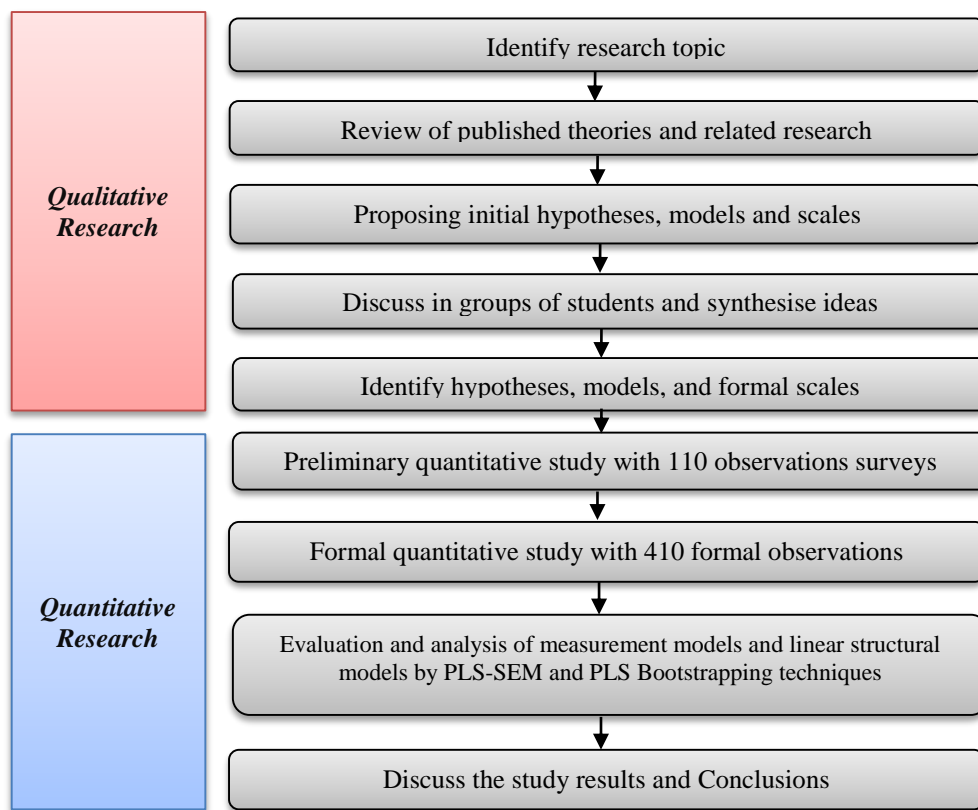 Identify research topic
Review of published theories and related research
Qualitative
Research
Proposing initial hypotheses, models and scales
Discuss in groups of students and synthesise ideas
Identify hypotheses, models, and formal scales
Preliminary quantitative study with 110 observations surveys
Formal quantitative study with 410 formal observations
Quantitative
Research
Evaluation and analysis of measurement models and linear structural
models by PLS-SEM and PLS Bootstrapping techniques
Discuss the study results and Conclusions